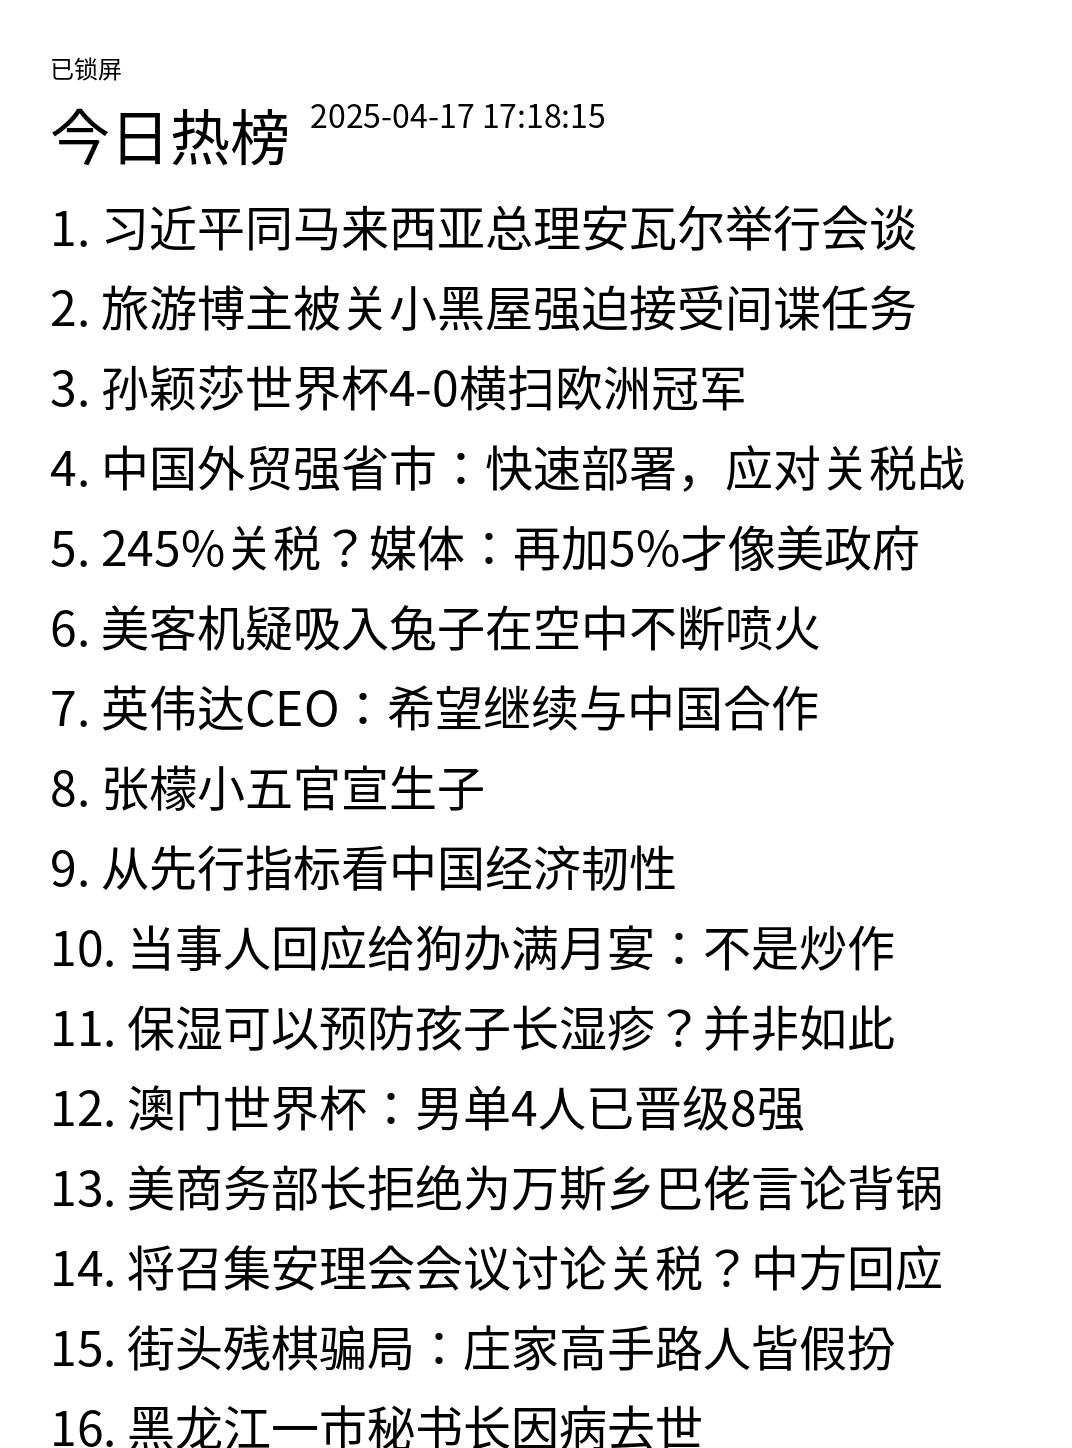 已锁屏
今日热榜 2025-04-17 17:18:15
1. 习近平同马来西亚总理安瓦尔举行会谈
2. 旅游博主被关小黑屋强迫接受间谍任务
3. 孙颖莎世界杯4-0横扫欧洲冠军
4. 中国外贸强省市：快速部署，应对关税战
5. 245%关税？媒体：再加5%才像美政府
6. 美客机疑吸入兔子在空中不断喷火
7. 英伟达CEO：希望继续与中国合作
8. 张檬小五官宣生子
9. 从先行指标看中国经济韧性
10. 当事人回应给狗办满月宴：不是炒作
11. 保湿可以预防孩子长湿疹？并非如此
12. 澳门世界杯：男单4人已晋级8强
13. 美商务部长拒绝为万斯乡巴佬言论背锅
14. 将召集安理会会议讨论关税？中方回应
15. 街头残棋骗局：庄家高手路人皆假扮
16. 黑龙江一市秘书长因病去世